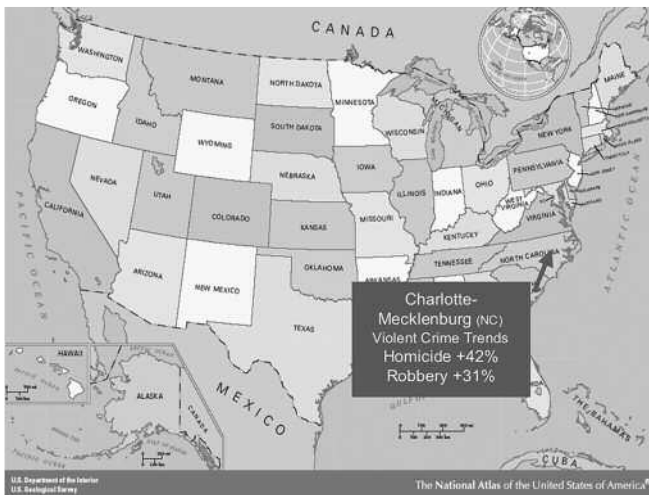 CANADA
WASHINGTON
MONTANA
NORTH DAKOTA
MINNESOTA
MAINE
OREGON
IDAHO
SOUTH DAKOTA
WISCONSIN
MICHIGAN
NEW YORK
WYOMING
IOWA
NEBRASKA
PENNSYLVANIA
NEVADA
UTAH
COLORADO
ILLINOIS
INDIANA
OHIO
WEST
VIRGINIA
VIRGINIA
CALIFORNIA
KANSAS
MISSOURI
KENTUCKY
PACIFIC OCEAN
ATLANTIC OCEAN
TENNESSEE
NORTH CAROLINA
ARIZONA
NEW MEXICO
OKLAHOMA
ARKANSAS
TEXAS
Charlotte-
Mecklenburg (NC)
Violent Crime Trends
Homicide +42%
Robbery +31%
HAWAII
ALASKA
CANADA
MEXICO
THE BAHAMAS
CUBA
U.S. Department of the Interior
U.S. Geological Survey
The National Atlas of the United States of America®